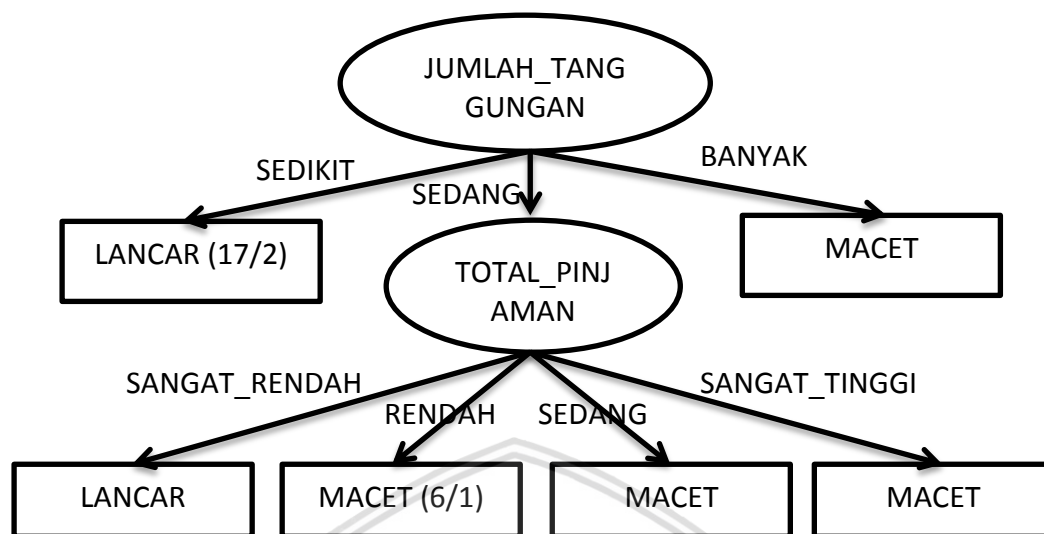 JUMLAH_TANG
GUNGAN
SEDIKIT
SEDANG
BANYAK
LANCAR (17/2)
TOTAL_PINJ
AMAN
MACET
SANGAT_RENDAH
RENDAH
SEDANG
SANGAT_TINGGI
LANCAR
MACET (6/1)
MACET
MACET